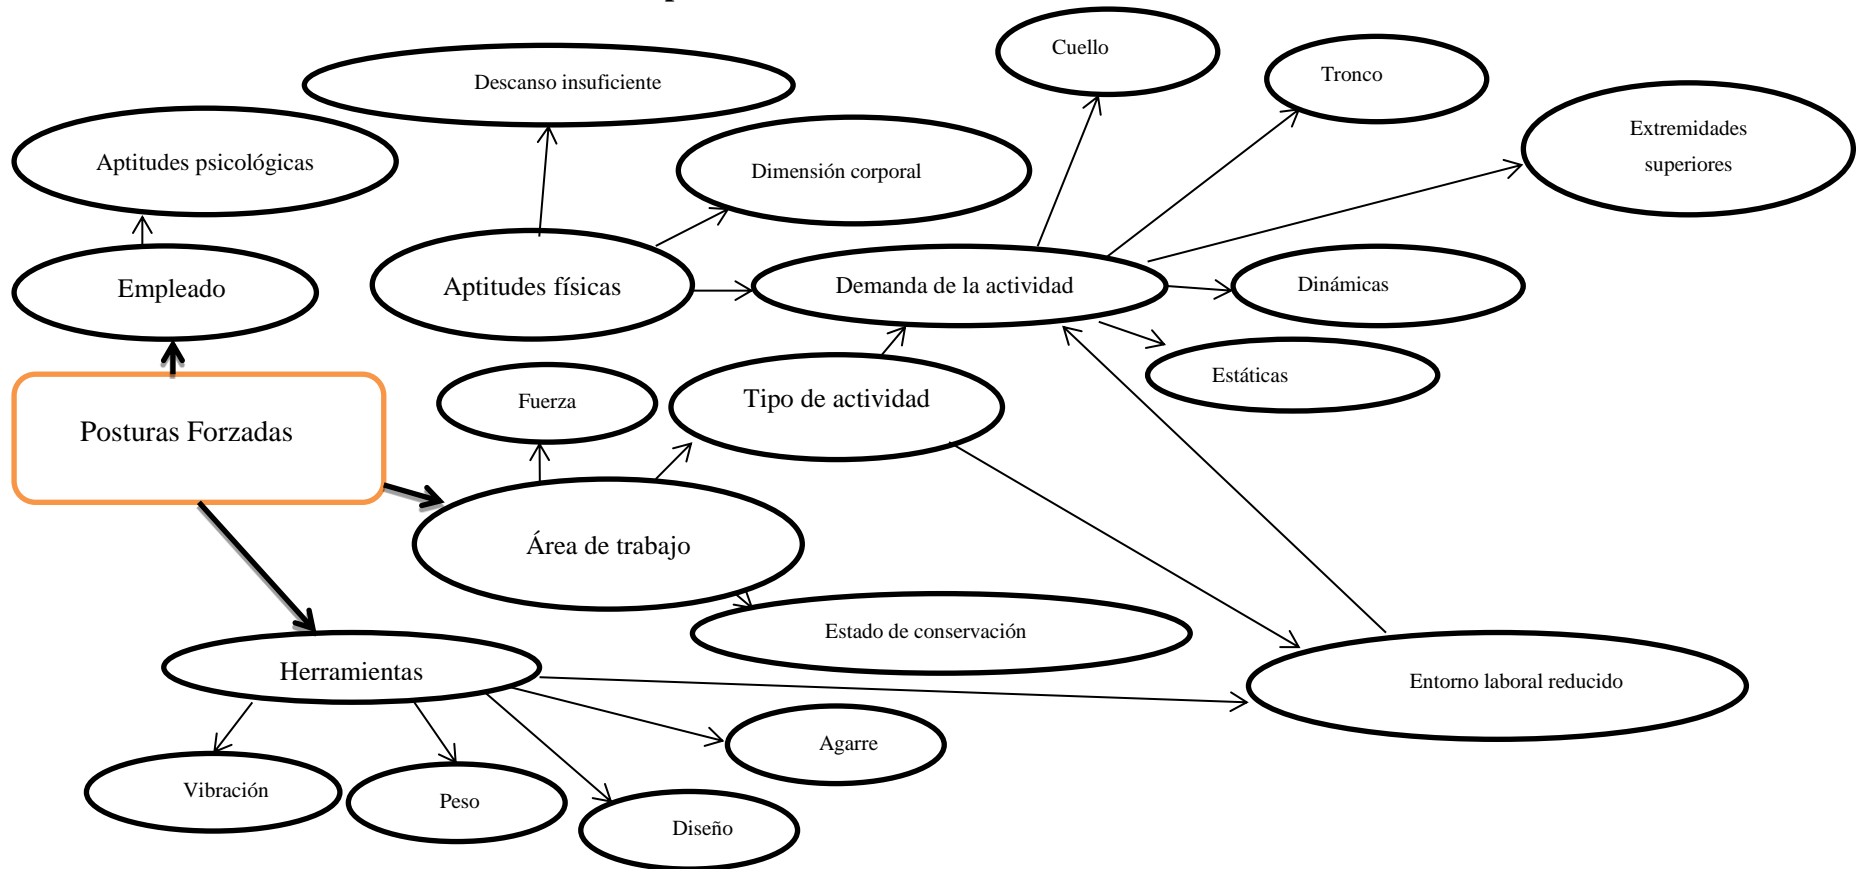 Cuello
Tronco
Descanso insuficiente
Extremidades
superiores
Aptitudes psicológicas
Dimensión corporal
Empleado
Aptitudes físicas
Demanda de la actividad
Dinámicas
Estáticas
Fuerza
Tipo de actividad
Posturas Forzadas
Área de trabajo
Estado de conservación
Herramientas
Entorno laboral reducido
Agarre
Vibración
Peso
Diseño